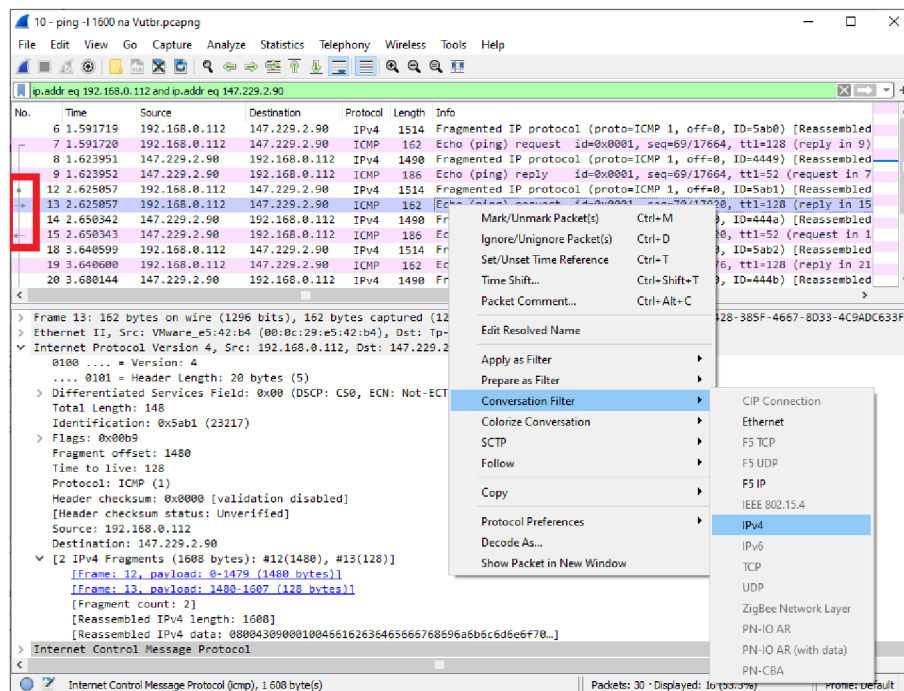 10 - ping -l 1600 na Vutbr.pcapng
File Edit View Go Capture Analyze Statistics Telephony Wireless Tools Help
ip.addr eq 192.168.0.112 and ip.addr eq 147.229.2.90
No. Time Source Destination Protocol Length Info
6 1.591719 192.168.0.112 147.229.2.90 IPv4 1514 Fragmented IP protocol (proto=ICMP 1, off=0, ID=5ab0) [Reassembled
7 1.591720 192.168.0.112 147.229.2.90 ICMP 162 Echo (ping) request id=0x0001, seq=69/17664, ttl=128 (reply in 9)
8 1.623951 147.229.2.90 192.168.0.112 IPv4 1490 Fragmented IP protocol (proto=ICMP 1, off=0, ID=4449) [Reassembled
9 1.623952 147.229.2.90 192.168.0.112 ICMP 186 Echo (ping) reply id=0x0001, seq=69/17664, ttl=52 (request in 7
12 2.625057 192.168.0.112 147.229.2.90 IPv4 1514 Fragmented IP protocol (proto=ICMP 1, off=0, ID=5ab1) [Reassembled
13 2.625057 192.168.0.112 147.229.2.90 ICMP 162 Echo (ping) request id=0x0001, seq=70/17920, ttl=128 (reply in 15
14 2.650342 147.229.2.90 192.168.0.112 IPv4 1490 Fr 0, ID=444a) [Reassembled
15 2.650343 147.229.2.90 192.168.0.112 ICMP 186 Ec 20, ttl=52 (request in 1
18 3.640599 192.168.0.112 147.229.2.90 IPv4 1514 Fr 0, ID=5ab2) [Reassembled
19 3.640600 192.168.0.112 147.229.2.90 ICMP 162 Ec 76, ttl=128 (reply in 21
20 3.680144 147.229.2.90 192.168.0.112 IPv4 1490 Fr 0, ID=444b) [Reassembled
Frame 13: 162 bytes on wire (1296 bits), 162 bytes captured (12 428-385F-4667-8D33-4C9ADC633F
Ethernet II, Src: VMware_e5:42:b4 (00:0c:29:e5:42:b4), Dst: Tp-
Internet Protocol Version 4, Src: 192.168.0.112, Dst: 147.229.2
0100 .... = Version: 4
.... 0101 = Header Length: 20 bytes (5)
Differentiated Services Field: 0x00 (DSCP: CS0, ECN: Not-ECT
Total Length: 148
Identification: 0x5ab1 (23217)
Flags: 0x00b9
Fragment offset: 1480
Time to live: 128
Protocol: ICMP (1)
Header checksum: 0x0000 [validation disabled]
[Header checksum status: Unverified]
Source: 192.168.0.112
Destination: 147.229.2.90
[2 IPv4 Fragments (1608 bytes): #12(1480), #13(128)]
[Frame: 12, payload: 0-1479 (1480 bytes)]
[Frame: 13, payload: 1480-1607 (128 bytes)]
[Fragment count: 2]
[Reassembled IPv4 length: 1608]
[Reassembled IPv4 data: 08004309000100466162636465666768696a6b6c6d6e6f70…]
Internet Control Message Protocol
Mark/Unmark Packet(s) Ctrl+M
Ignore/Unignore Packet(s) Ctrl+D
Set/Unset Time Reference Ctrl+T
Time Shift... Ctrl+Shift+T
Packet Comment... Ctrl+Alt+C
Edit Resolved Name
Apply as Filter
Prepare as Filter
Conversation Filter
Colorize Conversation
SCTP
Follow
Copy
Protocol Preferences
Decode As...
Show Packet in New Window
CIP Connection
Ethernet
F5 TCP
F5 UDP
F5 IP
IEEE 802.15.4
IPv4
IPv6
TCP
UDP
ZigBee Network Layer
PN-IO AR
PN-IO AR (with data)
PN-CBA
Internet Control Message Protocol (icmp), 1 608 byte(s) Packets: 30 · Displayed: 16 (53.3%) Profile: Default